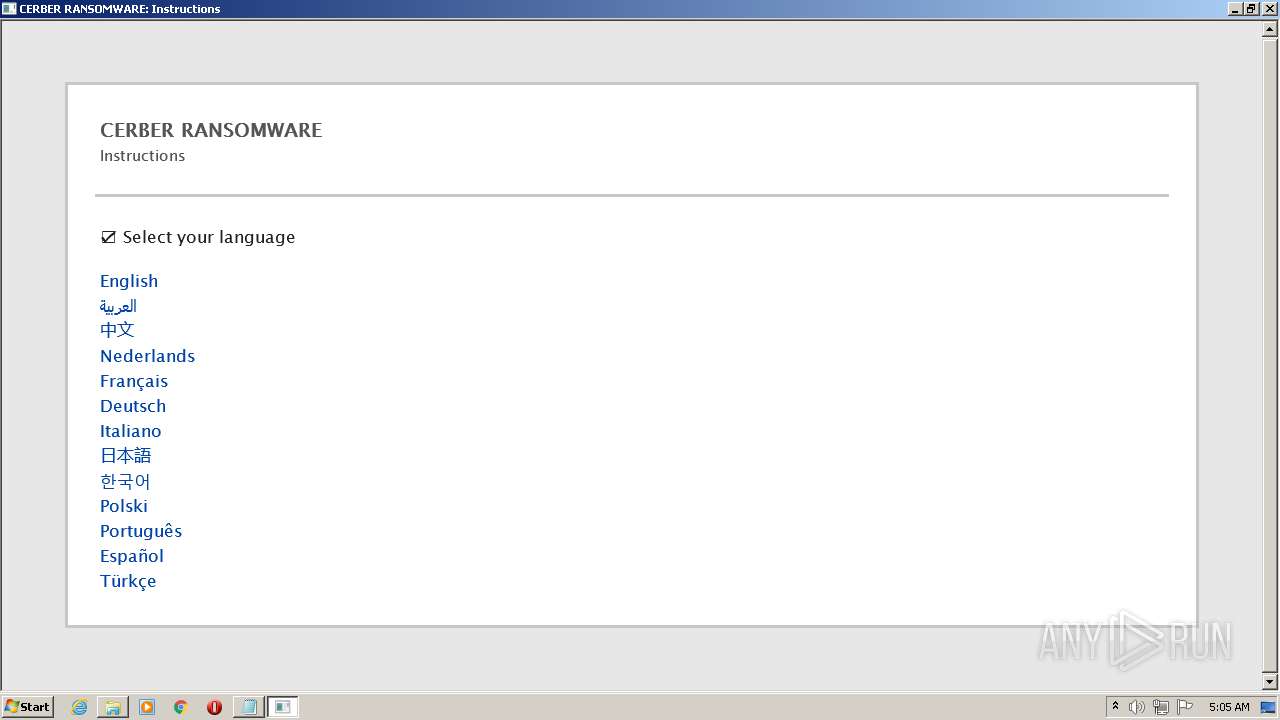 CERBER RANSOMWARE: Instructions
CERBER RANSOMWARE
Instructions
Select your language
English
العربية
中文
Nederlands
Français
Deutsch
Italiano
日本語
한국어
Polski
Português
Español
Türkçe
ANY RUN
Start
5:05 AM